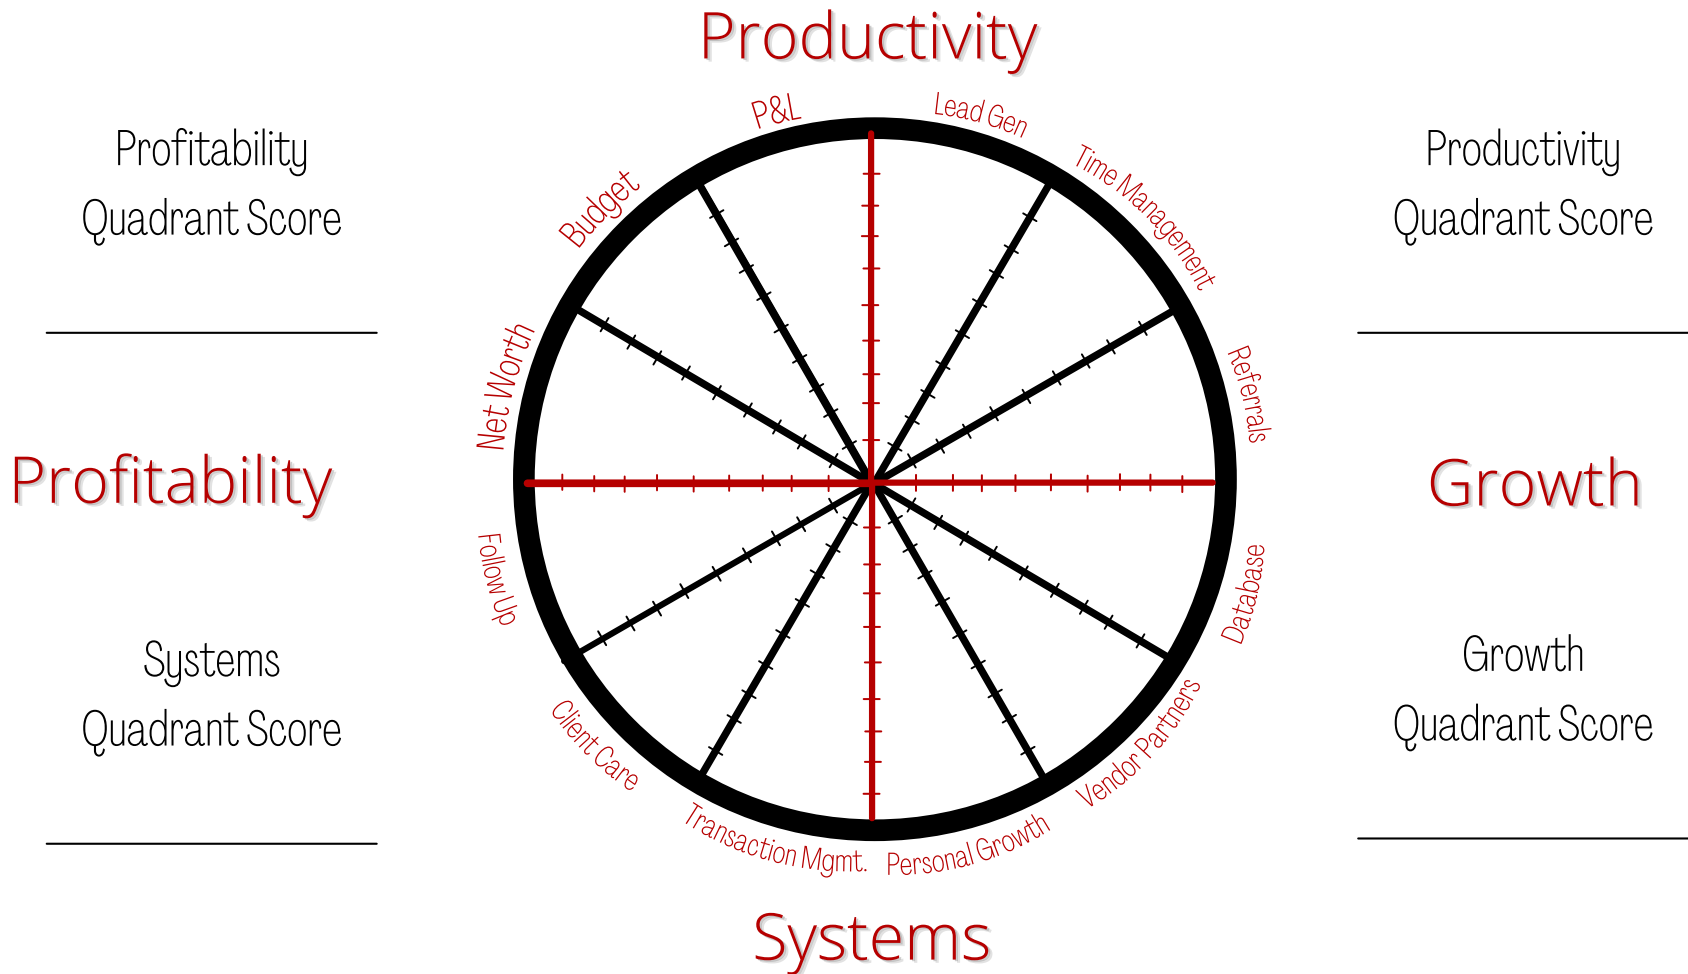 Productivity
P&L
Lead Gen
Budget
Time Management
Net Worth
Referrals
Profitability
Quadrant Score
Productivity
Quadrant Score
Profitability
Growth
Follow Up
Database
Client Care
Vendor Partners
Transaction Mgmt.
Personal Growth
Systems
Quadrant Score
Growth
Quadrant Score
Systems